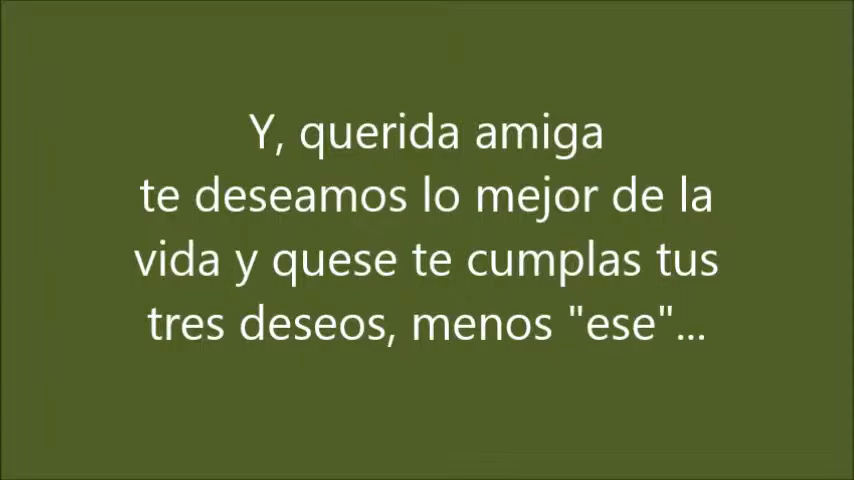 Y, querida amiga
te deseamos lo mejor de la
vida y quese te cumplas tus
tres deseos, menos "ese"...